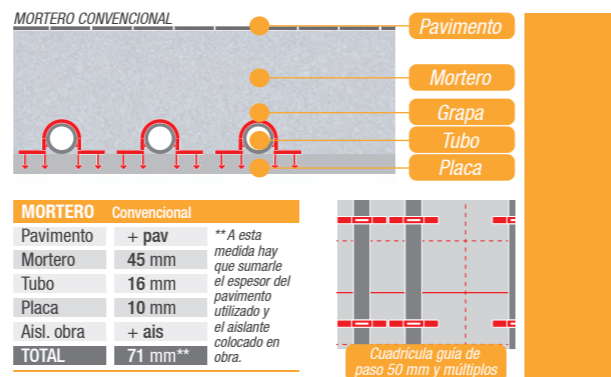 MORTERO CONVENCIONAL
Pavimento
Mortero
Grapa
Tubo
Placa
MORTERO Convencional
Pavimento + pav
Mortero 45 mm
Tubo 16 mm
Placa 10 mm
Aisl. obra + ais
TOTAL 71 mm**
** A esta
medida hay
que sumarle
el espesor del
pavimento
utilizado y
el aislante
colocado en
obra.
Cuadrícula guía de
paso 50 mm y múltiplos